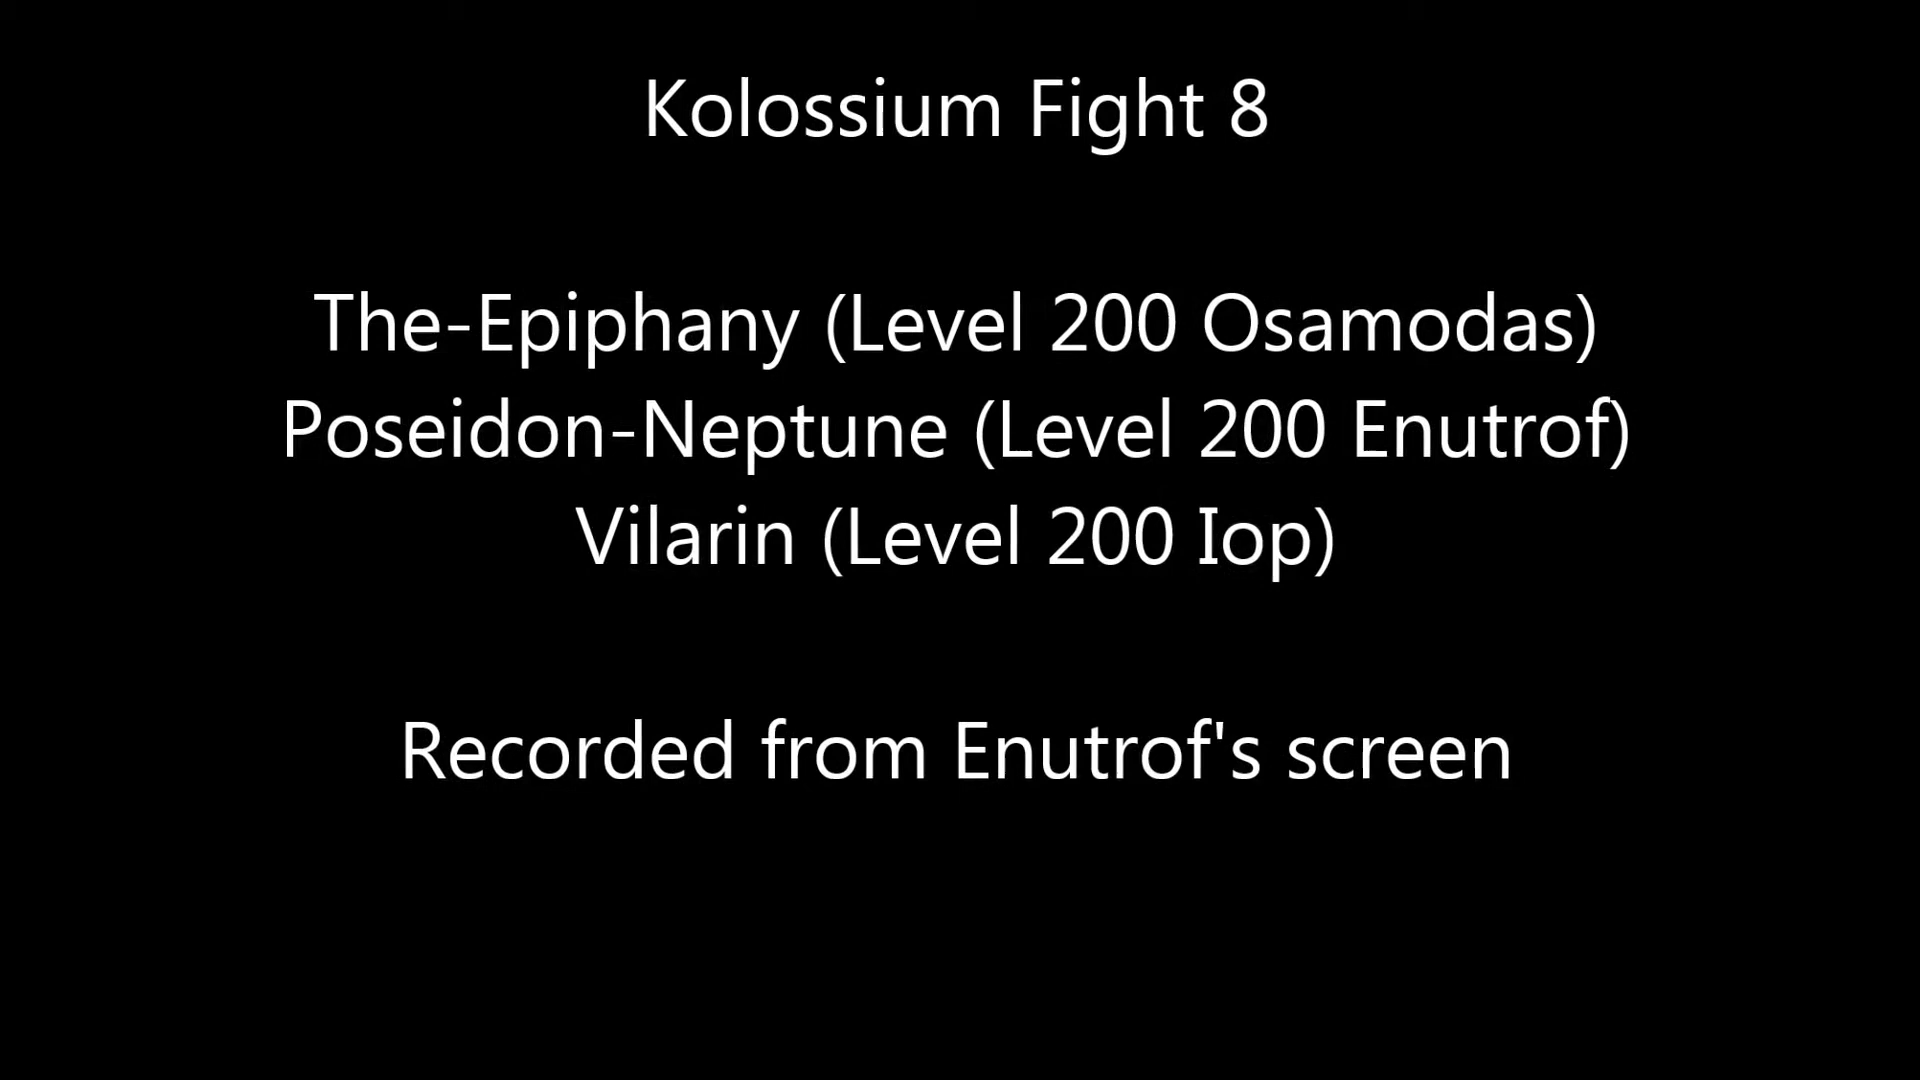 Kolossium Fight 8
The-Epiphany (Level 200 Osamodas)
Poseidon-Neptune (Level 200 Enutrof)
Vilarin (Level 200 Iop)
Recorded from Enutrof's screen